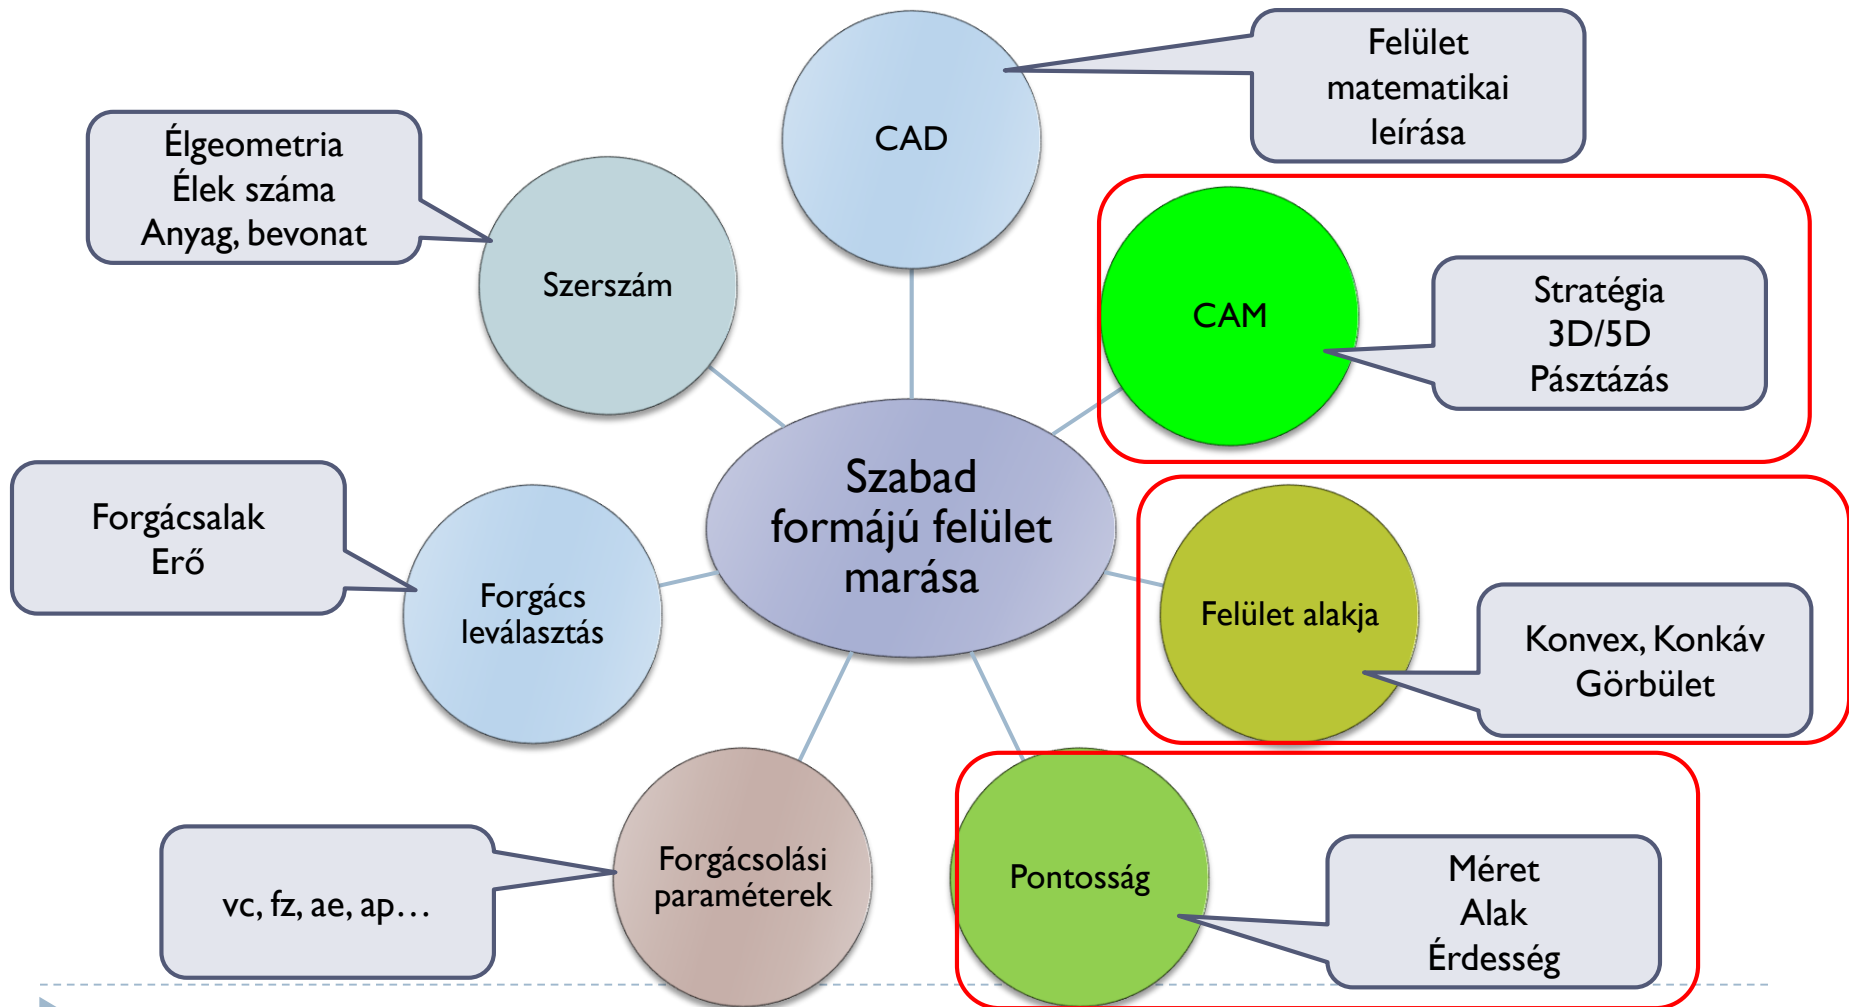 Felület
matematikai
leírása
CAD
Élgeometria
Élek száma
Anyag, bevonat
Szerszám
CAM
Stratégia
3D/5D
Pásztázás
Szabad
formájú felület
marása
Forgácsalak
Erő
Forgács
leválasztás
Felület alakja
Konvex, Konkáv
Görbület
Forgácsolási
paraméterek
vc, fz, ae, ap…
Pontosság
Méret
Alak
Érdesség